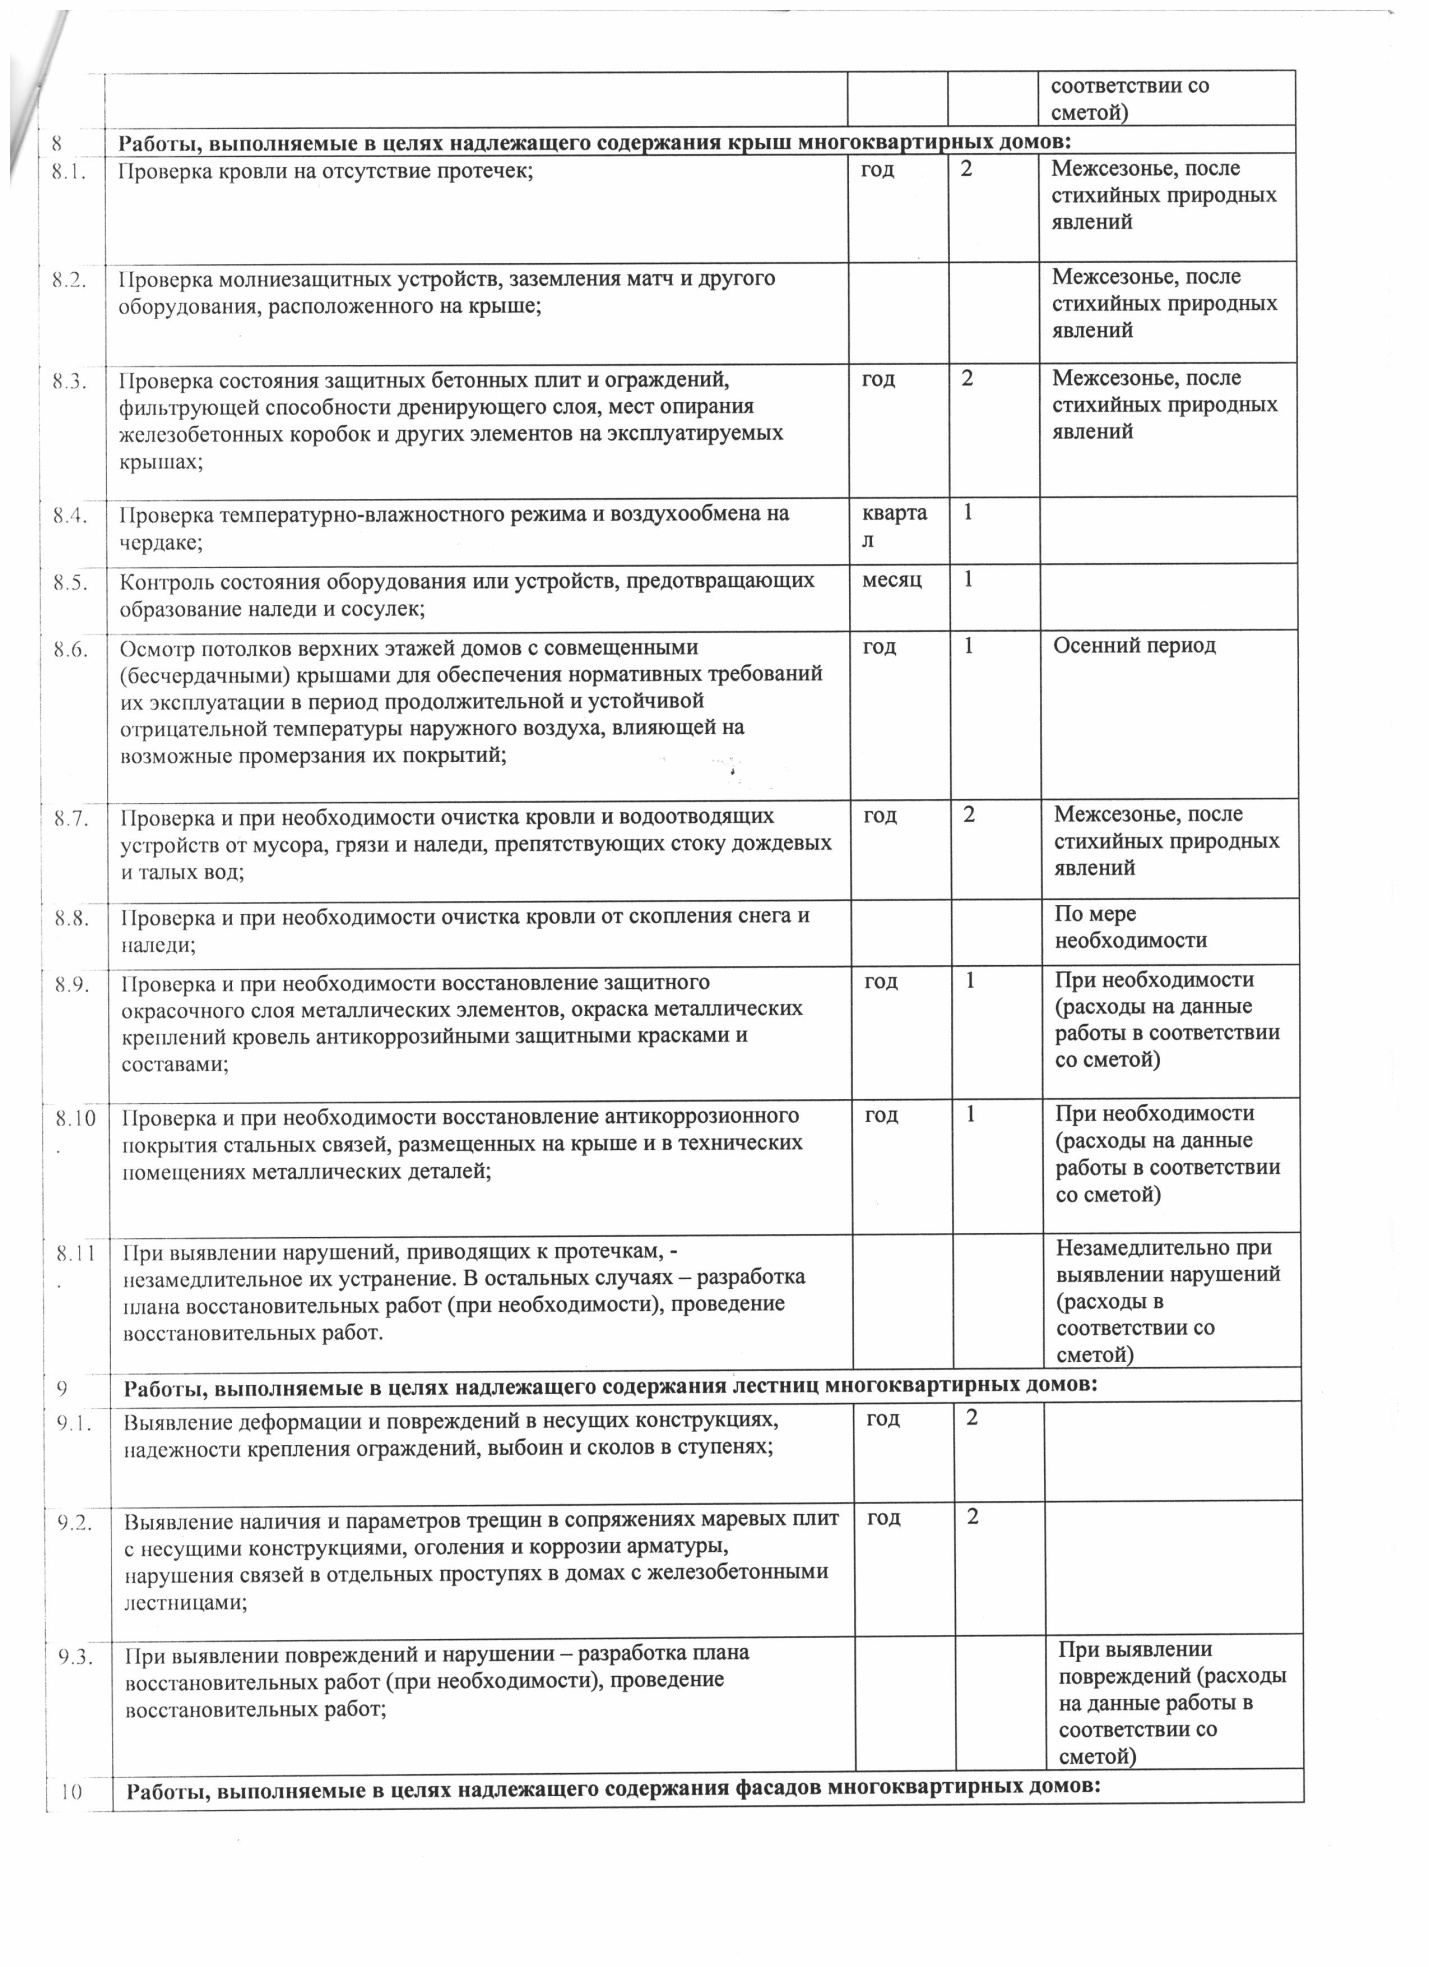 соответствии со
сметой)
8 Работы, выполняемые в целях надлежащего содержания крыш многоквартирных домов:
8.1. Проверка кровли на отсутствие протечек; год 2 Межсезонье, после
стихийных природных
явлений
8.2. Проверка молниезащитных устройств, заземления матч и другого Межсезонье, после
оборудования, расположенного на крыше; стихийных природных
явлений
8.3. Проверка состояния защитных бетонных плит и ограждений, год 2 Межсезонье, после
фильтрующей способности дренирующего слоя, мест опирания стихийных природных
железобетонных коробок и других элементов на эксплуатируемых явлений
крышах;
8.4. Проверка температурно-влажностного режима и воздухообмена на кварта 1
чердаке; л
8.5. Контроль состояния оборудования или устройств, предотвращающих месяц 1
образование наледи и сосулек;
8.6. Осмотр потолков верхних этажей домов с совмещенными год 1 Осенний период
(бесчердачными) крышами для обеспечения нормативных требований
их эксплуатации в период продолжительной и устойчивой
отрицательной температуры наружного воздуха, влияющей на
возможные промерзания их покрытий;
8.7. Проверка и при необходимости очистка кровли и водоотводящих год 2 Межсезонье, после
устройств от мусора, грязи и наледи, препятствующих стоку дождевых стихийных природных
и талых вод; явлений
8.8. Проверка и при необходимости очистка кровли от скопления снега и По мере
наледи; необходимости
8.9. Проверка и при необходимости восстановление защитного год 1 При необходимости
окрасочного слоя металлических элементов, окраска металлических (расходы на данные
креплений кровель антикоррозийными защитными красками и работы в соответствии
составами; со сметой)
8.10 Проверка и при необходимости восстановление антикоррозионного год 1 При необходимости
. покрытия стальных связей, размещенных на крыше и в технических (расходы на данные
помещениях металлических деталей; работы в соответствии
со сметой)
8.11 При выявлении нарушений, приводящих к протечкам, - Незамедлительно при
. незамедлительное их устранение. В остальных случаях – разработка выявлении нарушений
плана восстановительных работ (при необходимости), проведение (расходы в
восстановительных работ. соответствии со
сметой)
9 Работы, выполняемые в целях надлежащего содержания лестниц многоквартирных домов:
9.1. Выявление деформации и повреждений в несущих конструкциях, год 2
надежности крепления ограждений, выбоин и сколов в ступенях;
9.2. Выявление наличия и параметров трещин в сопряжениях маревых плит год 2
с несущими конструкциями, оголения и коррозии арматуры,
нарушения связей в отдельных проступях в домах с железобетонными
лестницами;
9.3. При выявлении повреждений и нарушении – разработка плана При выявлении
восстановительных работ (при необходимости), проведение повреждений (расходы
восстановительных работ; на данные работы в
соответствии со
сметой)
10 Работы, выполняемые в целях надлежащего содержания фасадов многоквартирных домов: